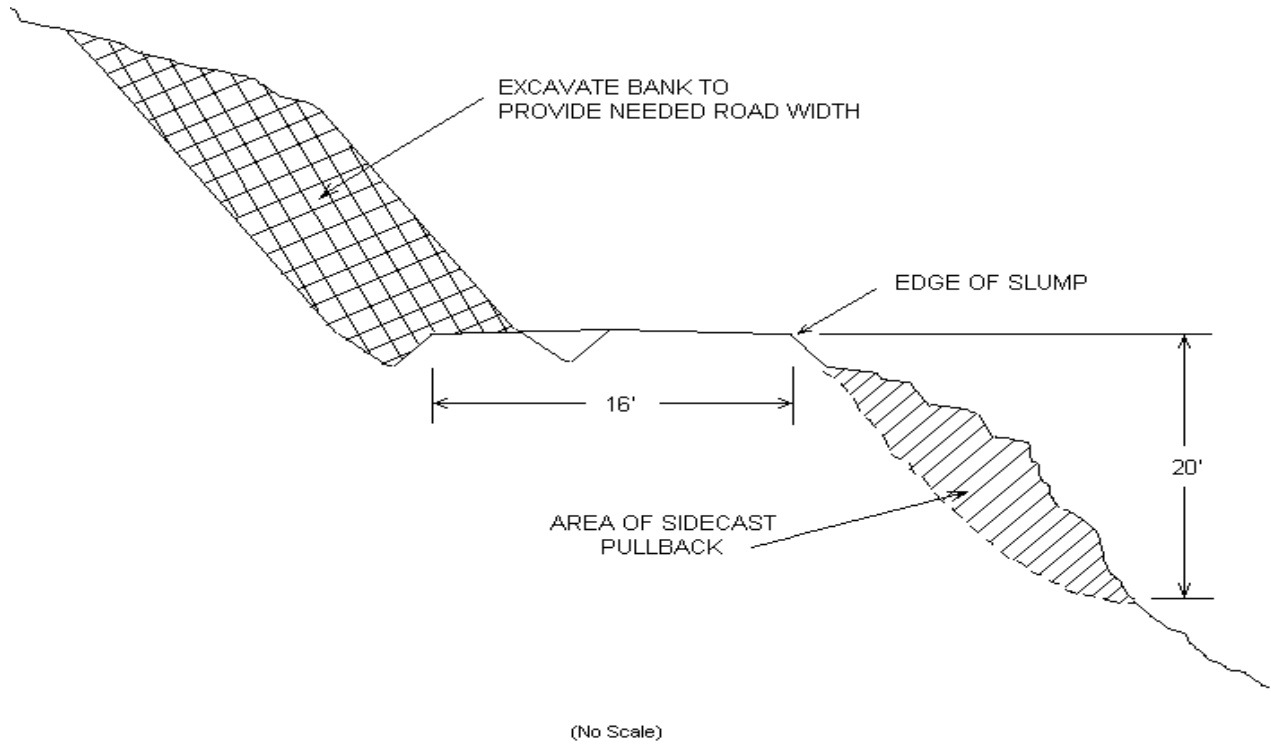 EXCAVATE BANK TO
PROVIDE NEEDED ROAD WIDTH
EDGE OF SLUMP
16'
20'
AREA OF SIDECAST
PULLBACK
(No Scale)